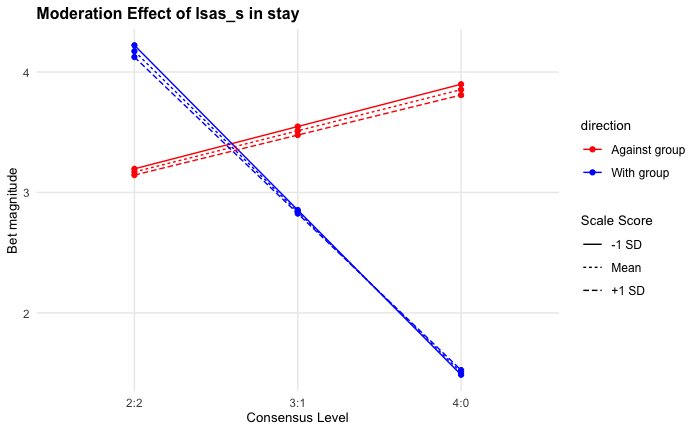 Moderation Effect of lsas_s in stay
Bet magnitude
4
3
2
2:2
3:1
4:0
Consensus Level
direction
Against group
With group
Scale Score
-1 SD
Mean
+1 SD